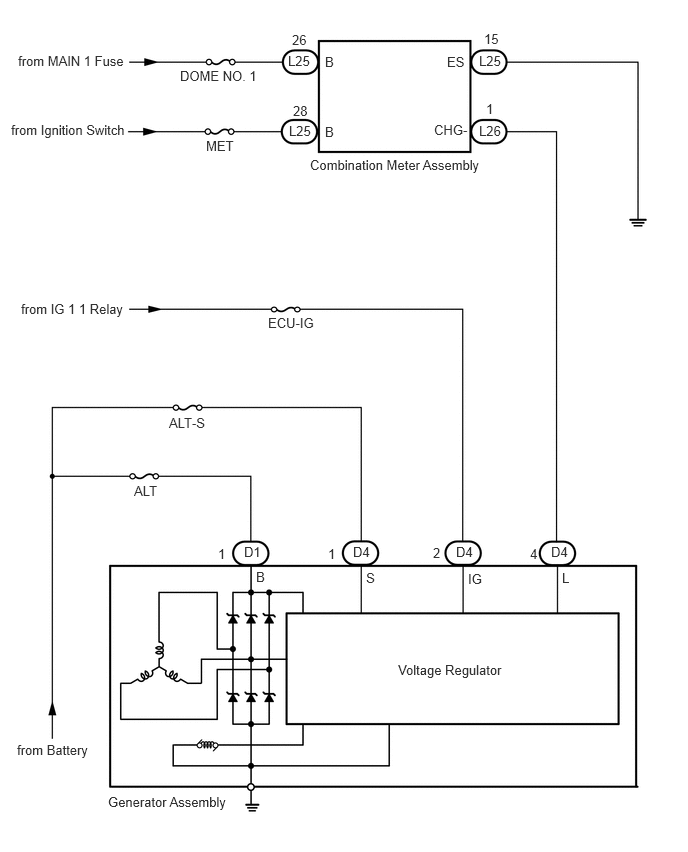 26
15
from MAIN 1 Fuse
L25
B
ES
L25
DOME NO. 1
28
1
from Ignition Switch
L25
B
CHG-
L26
MET
Combination Meter Assembly
from IG 1 1 Relay
ECU-IG
ALT-S
ALT
1
D1
1
D4
2
D4
4
D4
B
S
IG
L
Voltage Regulator
from Battery
Generator Assembly